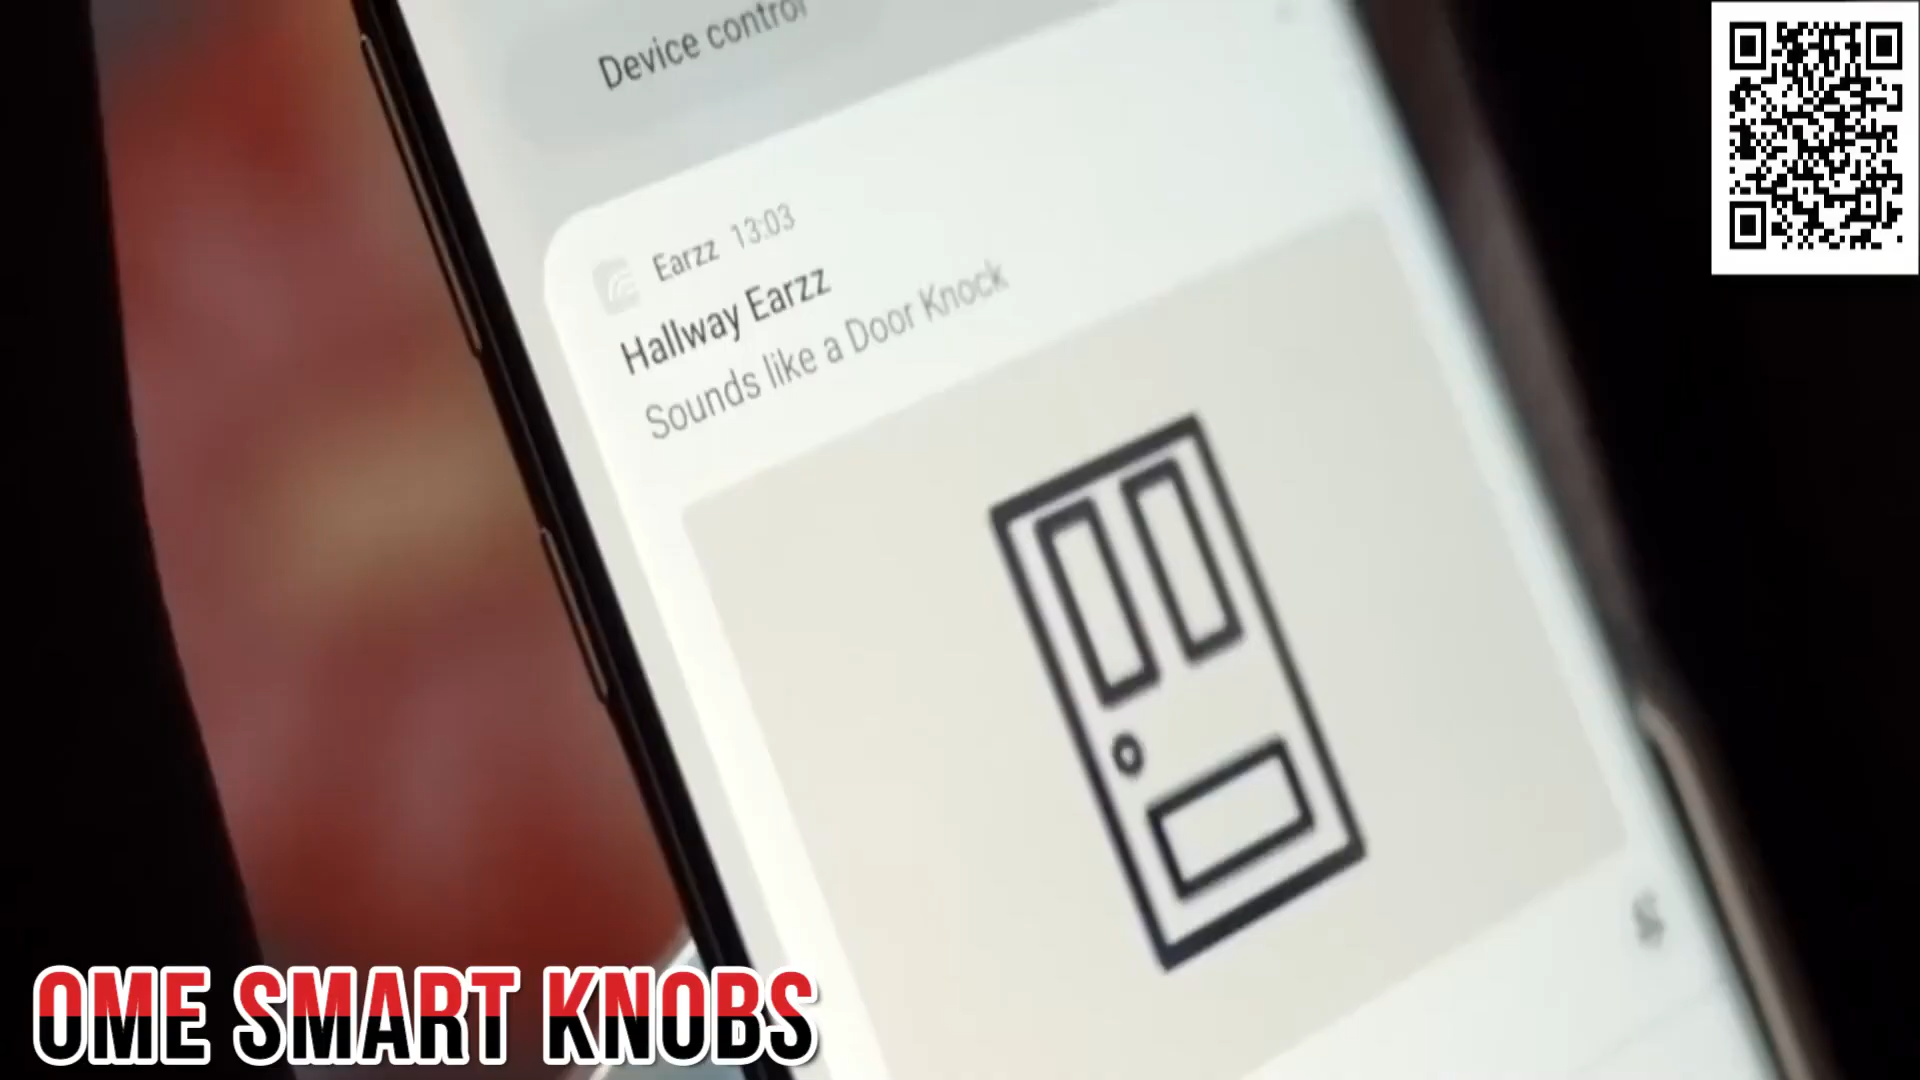 Device control
Earzz 13:03
Hallway Earzz
Sounds like a Door Knock
OME SMART KNOBS